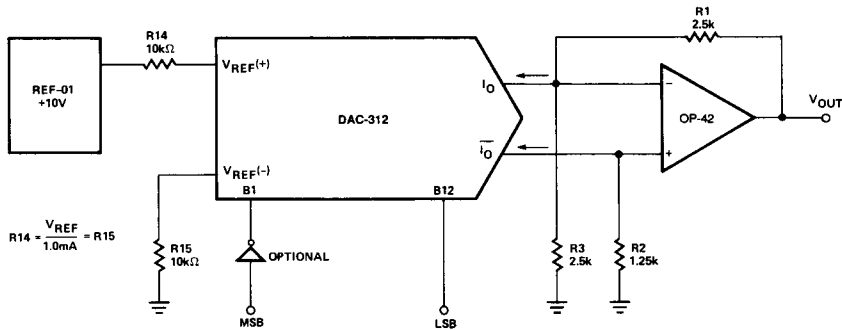 R1
2.5k
R14
10kΩ
REF-01
+10V
VREF(+)
IO
DAC-312
−
OP-42
+
VOUT
IO
VREF(−)
B1
B12
R14 = VREF / 1.0mA = R15
R15
10kΩ
OPTIONAL
R3
2.5k
R2
1.25k
MSB
LSB